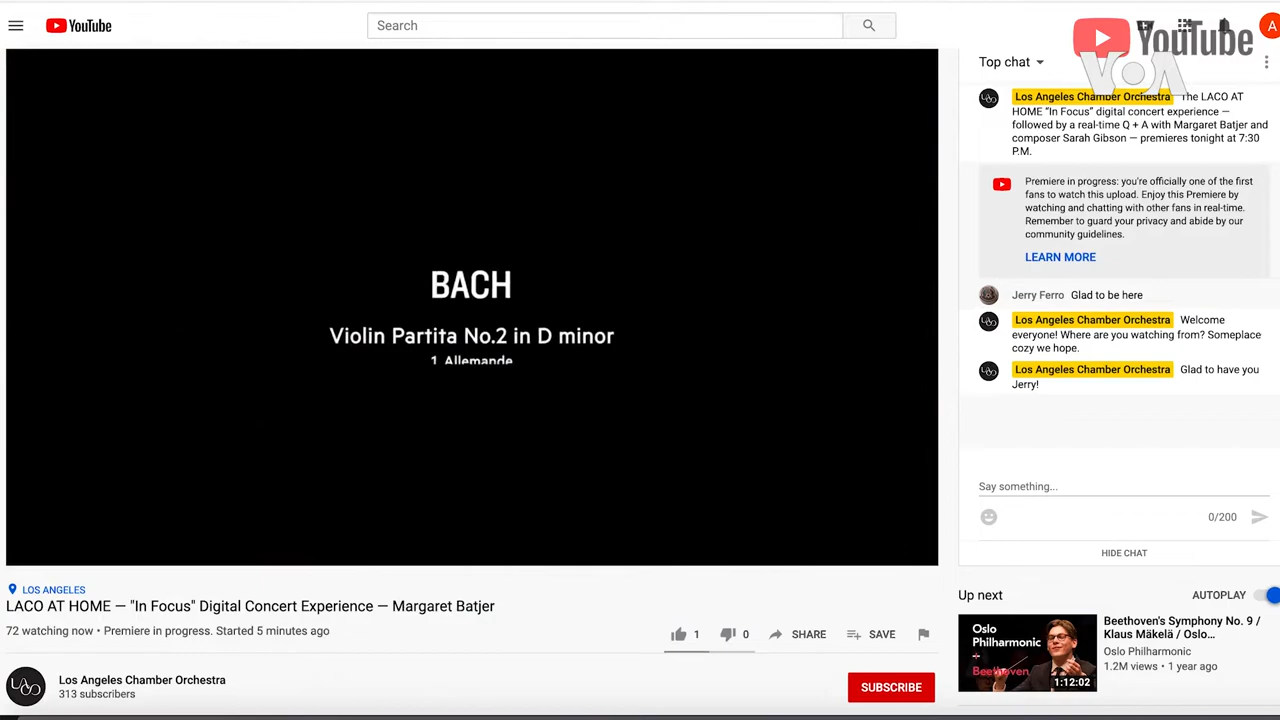 YouTube
Search
A
YouTube
VOA
Top chat
Los Angeles Chamber Orchestra The LACO AT
HOME “In Focus” digital concert experience —
followed by a real-time Q + A with Margaret Batjer and
composer Sarah Gibson — premieres tonight at 7:30
P.M.
Premiere in progress: you're officially one of the first
fans to watch this upload. Enjoy this Premiere by
watching and chatting with other fans in real-time.
Remember to guard your privacy and abide by our
community guidelines.
LEARN MORE
Jerry Ferro Glad to be here
Los Angeles Chamber Orchestra Welcome
everyone! Where are you watching from? Someplace
cozy we hope.
Los Angeles Chamber Orchestra Glad to have you
Jerry!
Say something...
0/200
HIDE CHAT
BACH
Violin Partita No.2 in D minor
1. Allemande
LOS ANGELES
LACO AT HOME — "In Focus" Digital Concert Experience — Margaret Batjer
72 watching now • Premiere in progress. Started 5 minutes ago
1 0 SHARE SAVE
LACO
Los Angeles Chamber Orchestra
313 subscribers
SUBSCRIBE
Up next AUTOPLAY
Oslo
Philharmonic
+
Beethoven
1:12:02
Beethoven's Symphony No. 9 /
Klaus Mäkelä / Oslo...
Oslo Philharmonic
1.2M views • 1 year ago